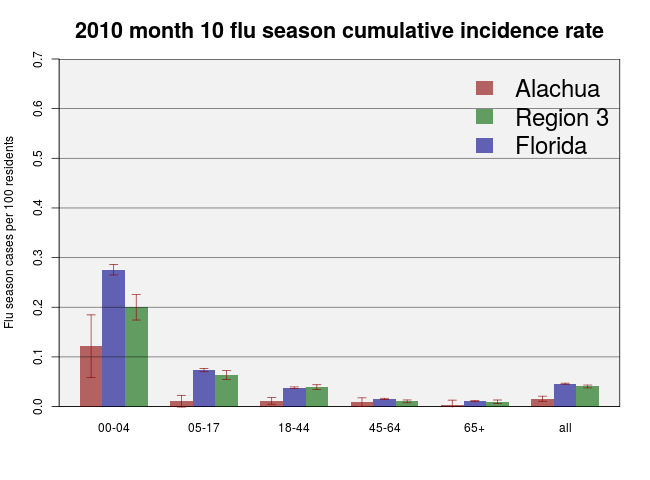 2010 month 10 flu season cumulative incidence rate
Flu season cases per 100 residents
0.7
0.6
0.5
0.4
0.3
0.2
0.1
0.0
Alachua
Region 3
Florida
00-04 05-17 18-44 45-64 65+ all